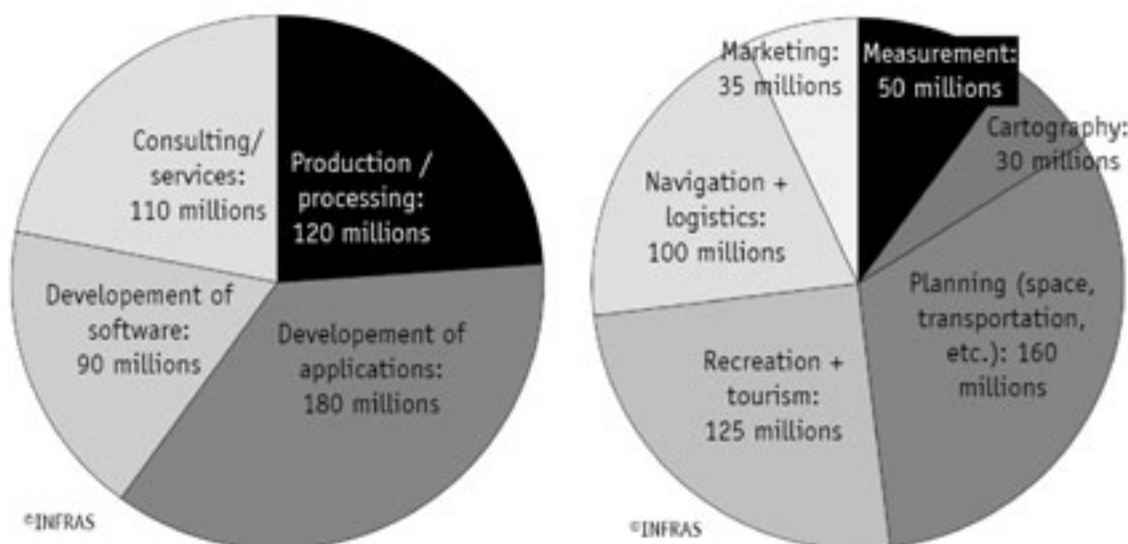 Consulting/
services:
110 millions
Production /
processing:
120 millions
Developement of
software:
90 millions
Developement of
applications:
180 millions
©INFRAS
Marketing:
35 millions
Measurement:
50 millions
Cartography:
30 millions
Navigation +
logistics:
100 millions
Planning (space,
transportation,
etc.): 160
millions
Recreation +
tourism:
125 millions
©INFRAS